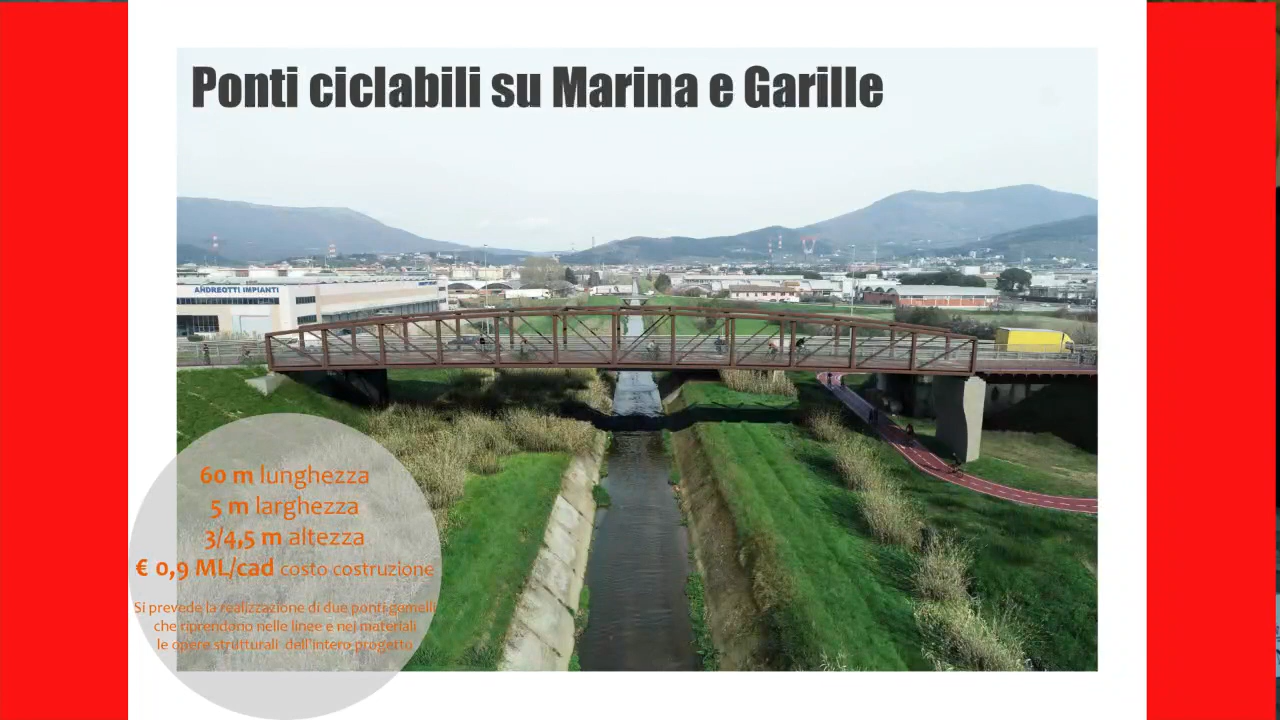 Ponti ciclabili su Marina e Garille
ANDREOTTI IMPIANTI
60 m lunghezza
5 m larghezza
3/4,5 m altezza
€ 0,9 ML/cad costo costruzione
Si prevede la realizzazione di due ponti gemelli
che riprendono nelle linee e nei materiali
le opere strutturali dell'intero progetto